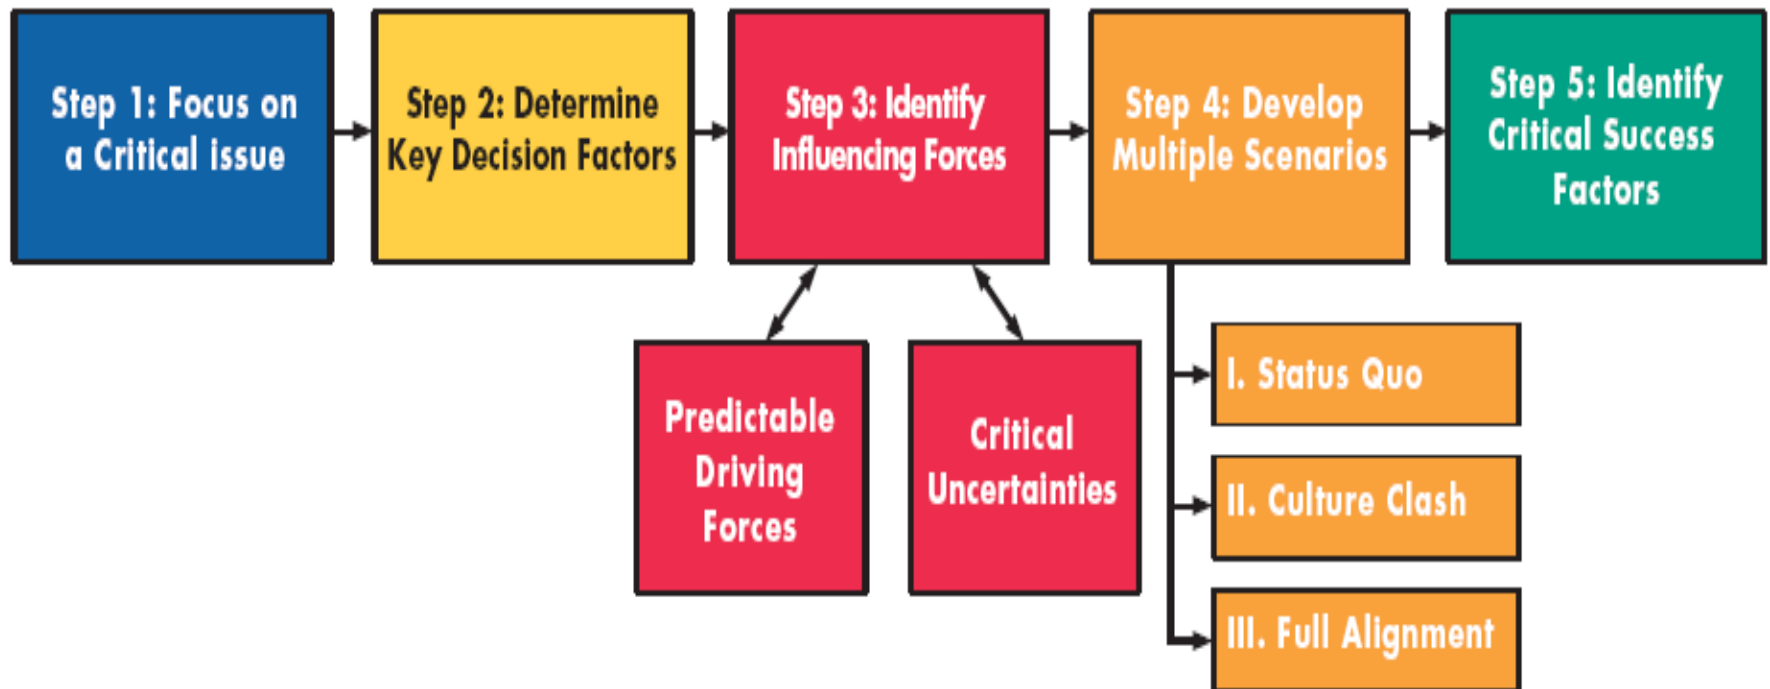 Step 1: Focus on
a Critical issue
Step 2: Determine
Key Decision Factors
Step 3: Identify
Influencing Forces
Step 4: Develop
Multiple Scenarios
Step 5: Identify
Critical Success
Factors
Predictable
Driving
Forces
Critical
Uncertainties
I. Status Quo
II. Culture Clash
III. Full Alignment